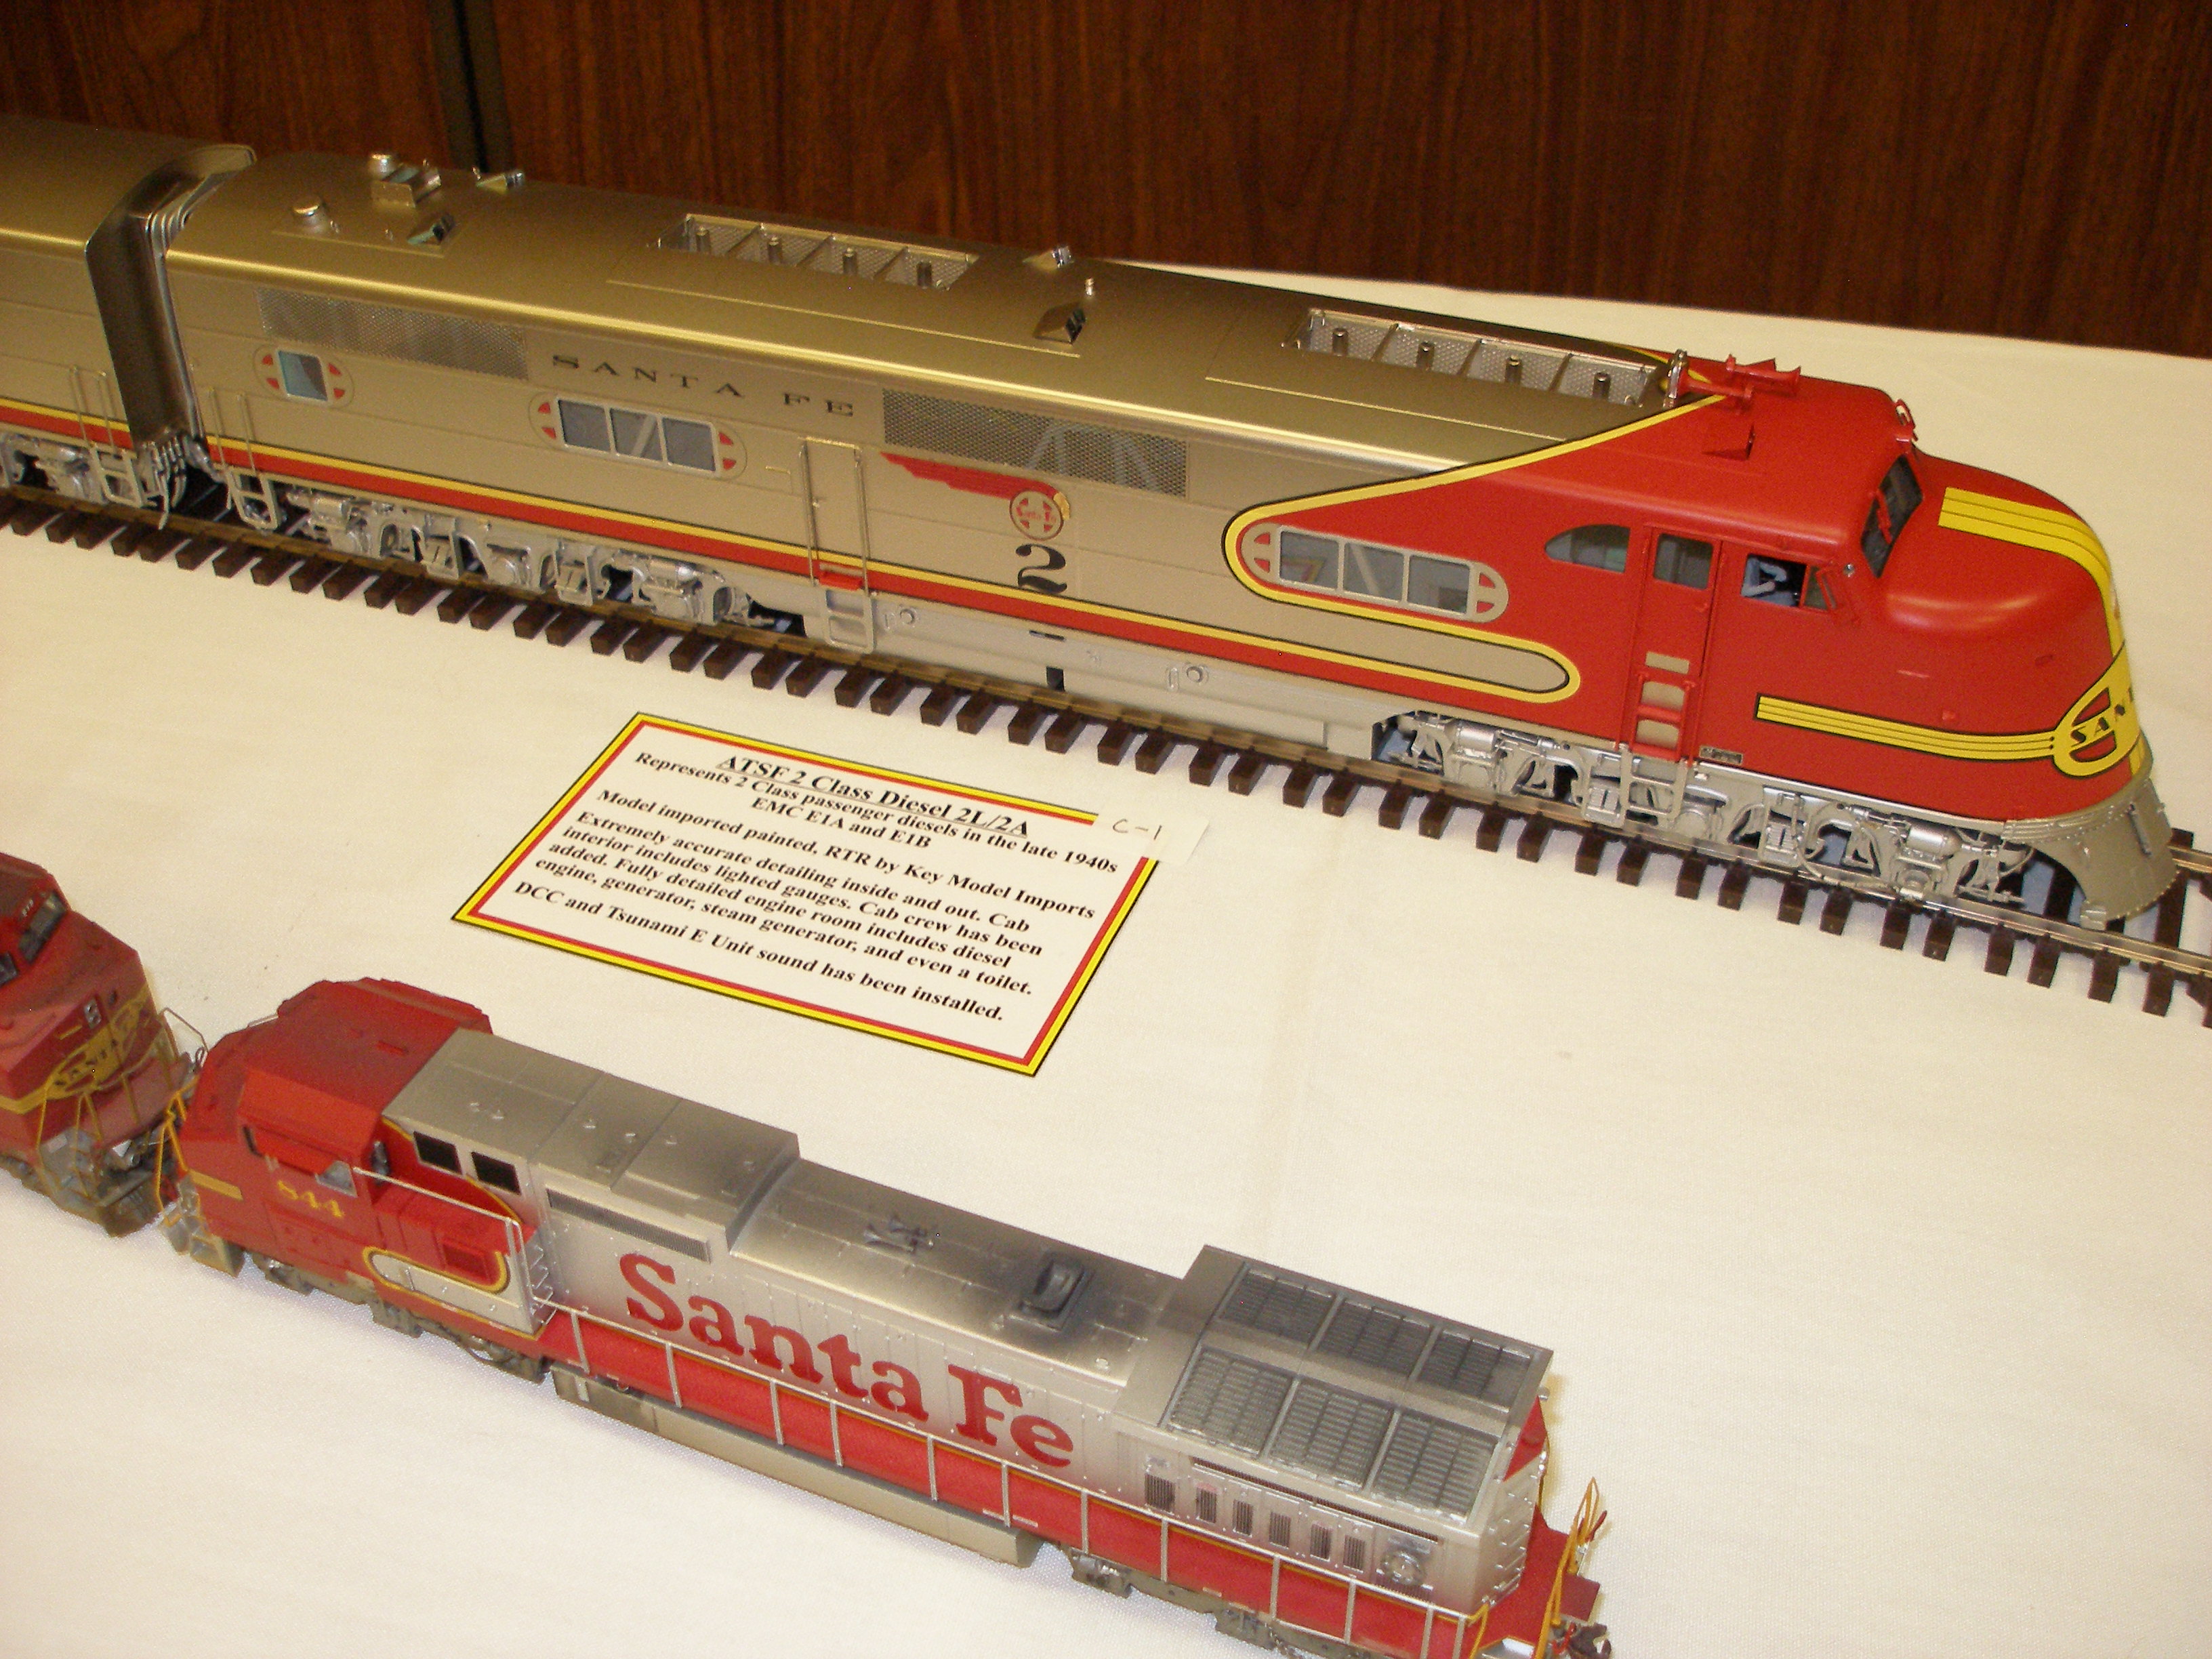 SANTA FE
2
SAN
ATSF 2 Class Diesel 2L/2A
Represents 2 Class passenger diesels in the late 1940s
EMC E1A and E1B
C-1
Model imported painted, RTR by Key Model Imports
Extremely accurate detailing inside and out. Cab
interior includes lighted gauges. Cab crew has been
added. Fully detailed engine room includes diesel
engine, generator, steam generator, and even a toilet.
DCC and Tsunami E Unit sound has been installed.
SANTA
844
Santa Fe